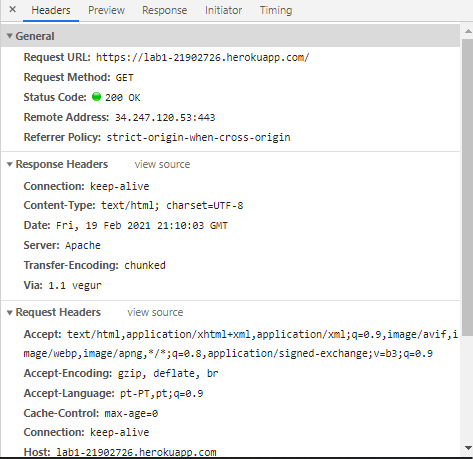 × Headers Preview Response Initiator Timing
▼ General
Request URL: https://lab1-21902726.herokuapp.com/
Request Method: GET
Status Code: 200 OK
Remote Address: 34.247.120.53:443
Referrer Policy: strict-origin-when-cross-origin
▼ Response Headers view source
Connection: keep-alive
Content-Type: text/html; charset=UTF-8
Date: Fri, 19 Feb 2021 21:10:03 GMT
Server: Apache
Transfer-Encoding: chunked
Via: 1.1 vegur
▼ Request Headers view source
Accept: text/html,application/xhtml+xml,application/xml;q=0.9,image/avif,i
mage/webp,image/apng,*/*;q=0.8,application/signed-exchange;v=b3;q=0.9
Accept-Encoding: gzip, deflate, br
Accept-Language: pt-PT,pt;q=0.9
Cache-Control: max-age=0
Connection: keep-alive
Host: lab1-21902726.herokuapp.com